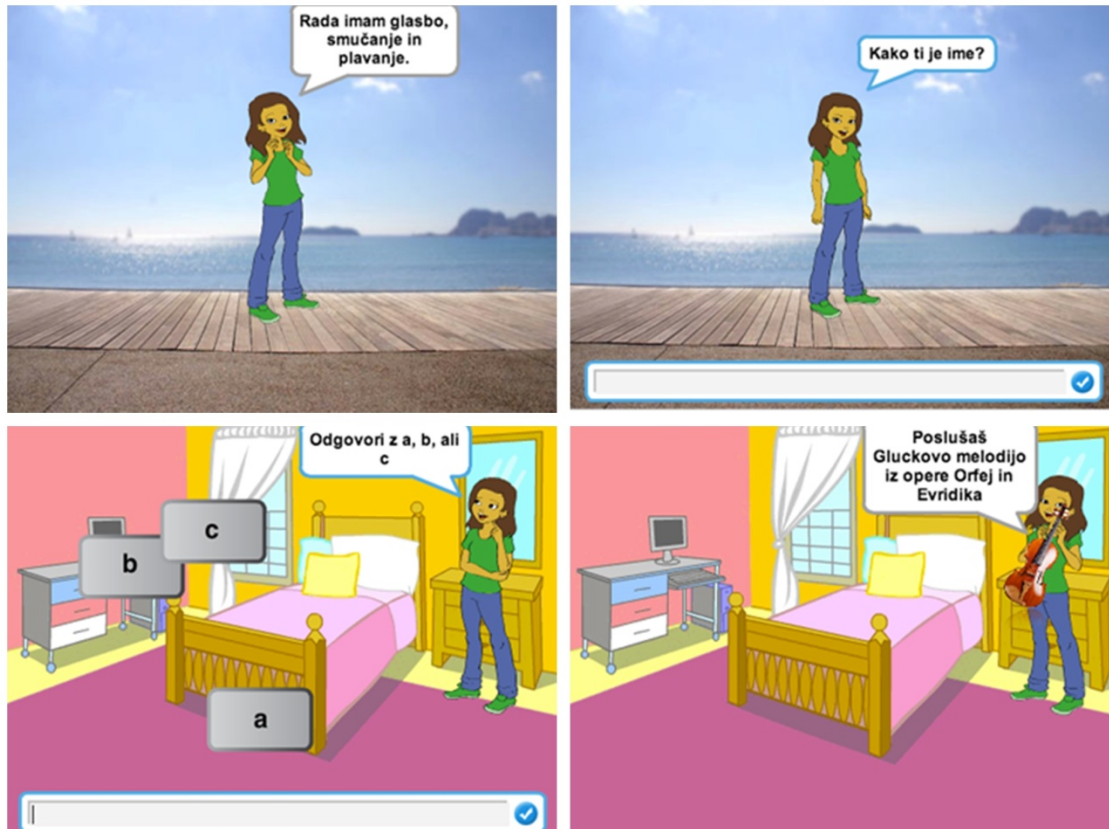 Rada imam glasbo,
smučanje in
plavanje.
Kako ti je ime?
Odgovori z a, b, ali
c
c
b
a
Poslušaš
Gluckovo melodijo
iz opere Orfej in
Evridika